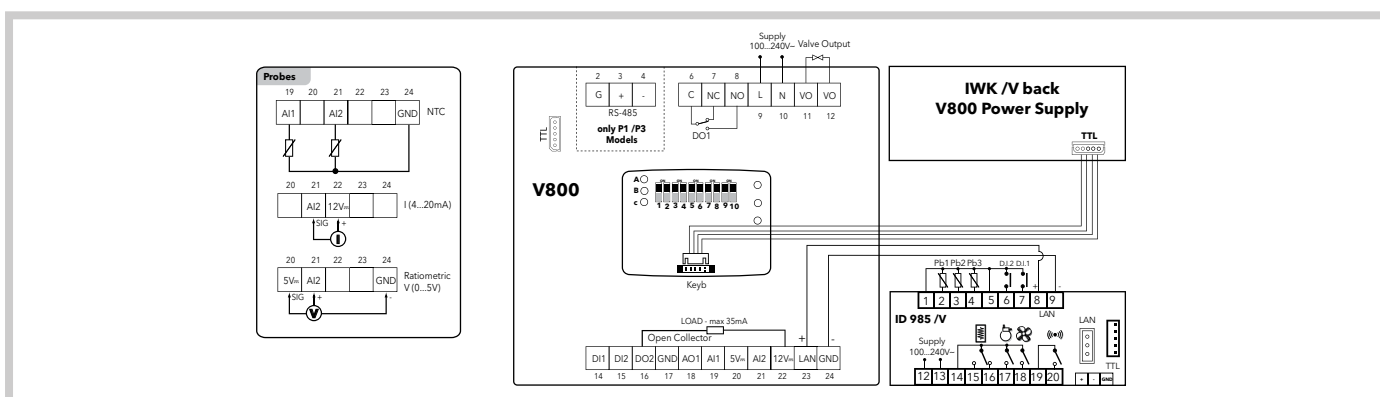 Probes
19 20 21 22 23 24
AI1 AI2 GND NTC
20 21 22 23 24
AI2 12V⎓ I (4...20mA)
SIG +
I
20 21 22 23 24
5V⎓ AI2 GND Ratiometric
V (0...5V)
SIG + -
V
Supply
100...240V~ Valve Output
2 3 4 6 7 8
G + - C NC NO L N VO VO
RS-485 9 10 11 12
only P1 /P3
Models
TTL
DO1
V800
A
B
c
ON ON ON ON ON
1 2 3 4 5 6 7 8 9 10
Keyb
LOAD - max 35mA
Open Collector + -
DI1 DI2 DO2 GND AO1 AI1 5V⎓ AI2 12V⎓ LAN GND
14 15 16 17 18 19 20 21 22 23 24
IWK /V back
V800 Power Supply
TTL
Pb1 Pb2 Pb3 D.I.2 D.I.1
+ -
1 2 3 4 5 6 7 8 9
LAN
ID 985 /V
LAN
Supply
100...240V~
TTL
12 13 14 15 16 17 18 19 20
+ - GND